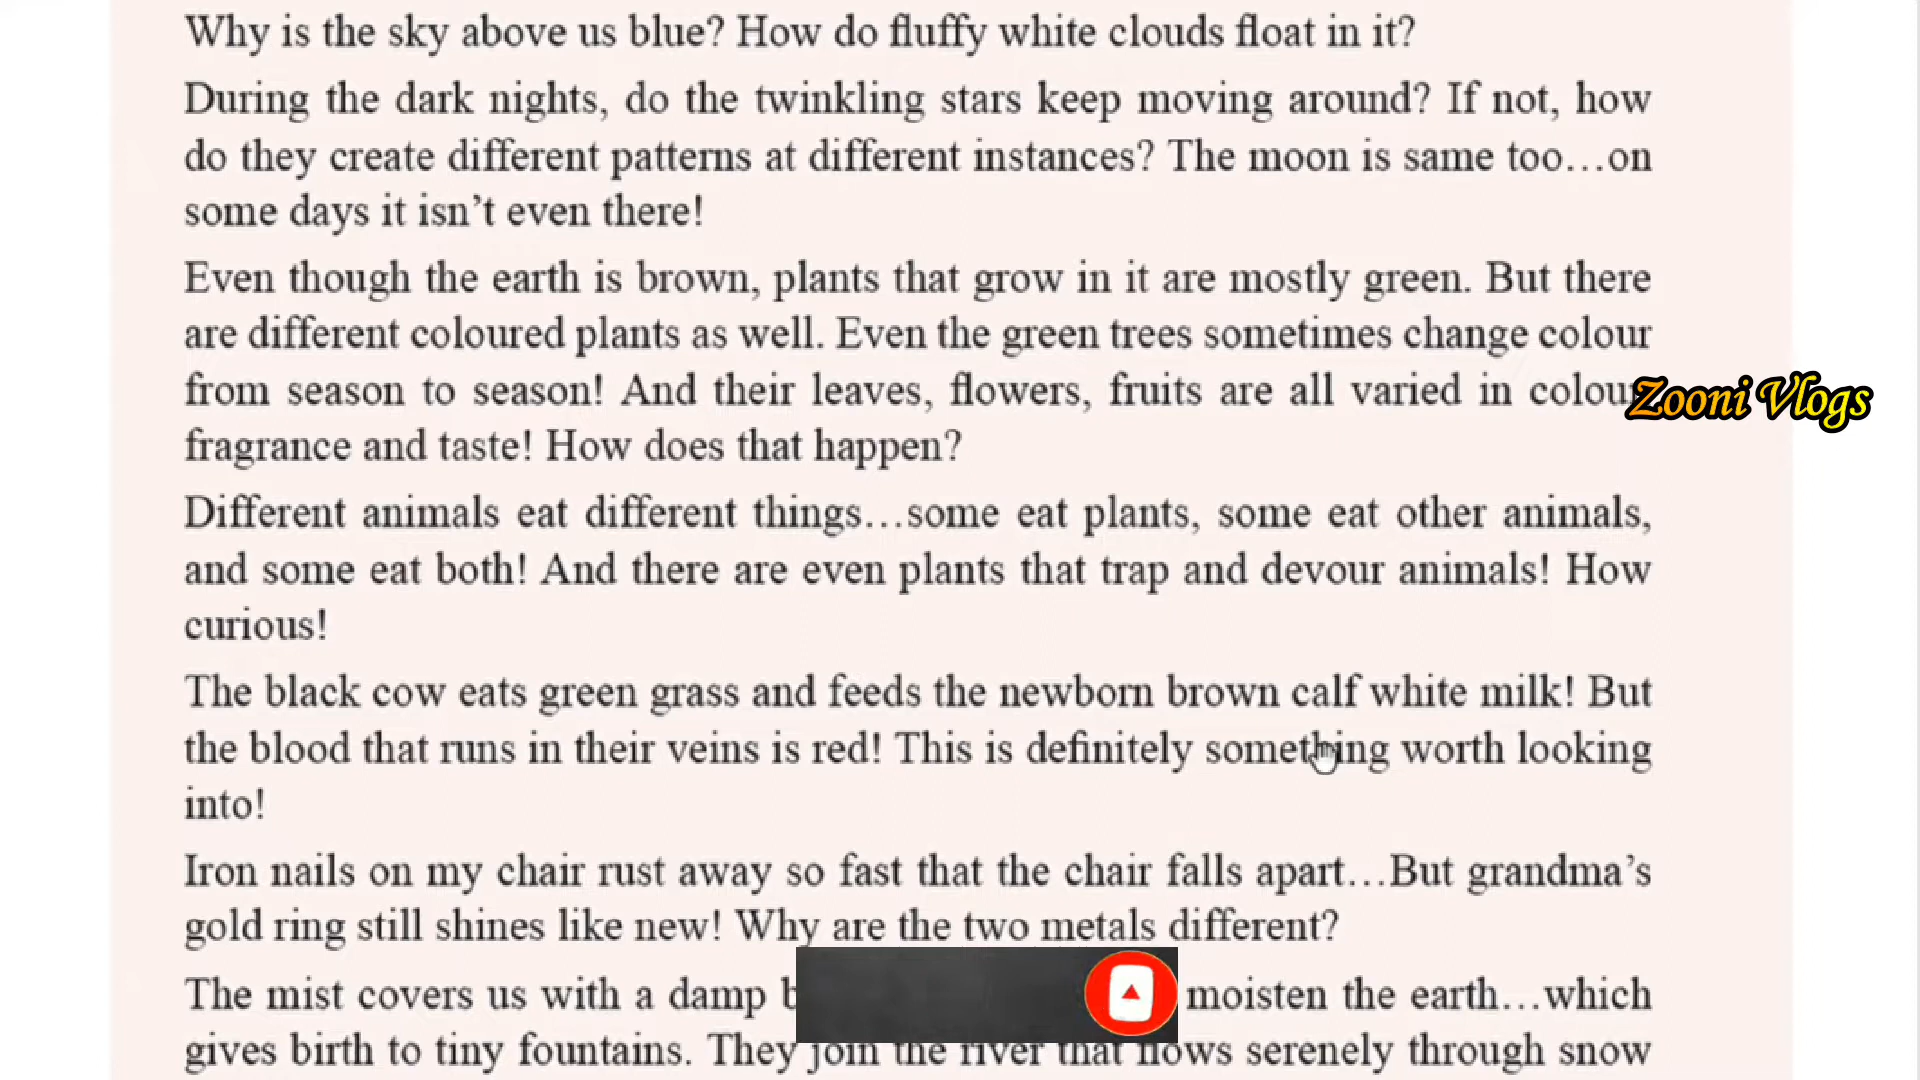 Why is the sky above us blue? How do fluffy white clouds float in it?
During the dark nights, do the twinkling stars keep moving around? If not, how
do they create different patterns at different instances? The moon is same too…on
some days it isn’t even there!
Even though the earth is brown, plants that grow in it are mostly green. But there
are different coloured plants as well. Even the green trees sometimes change colour
from season to season! And their leaves, flowers, fruits are all varied in colour
Zooni Vlogs
fragrance and taste! How does that happen?
Different animals eat different things…some eat plants, some eat other animals,
and some eat both! And there are even plants that trap and devour animals! How
curious!
The black cow eats green grass and feeds the newborn brown calf white milk! But
the blood that runs in their veins is red! This is definitely something worth looking
into!
Iron nails on my chair rust away so fast that the chair falls apart…But grandma’s
gold ring still shines like new! Why are the two metals different?
The mist covers us with a damp moisten the earth…which
gives birth to tiny fountains. They join the river that flows serenely through snow